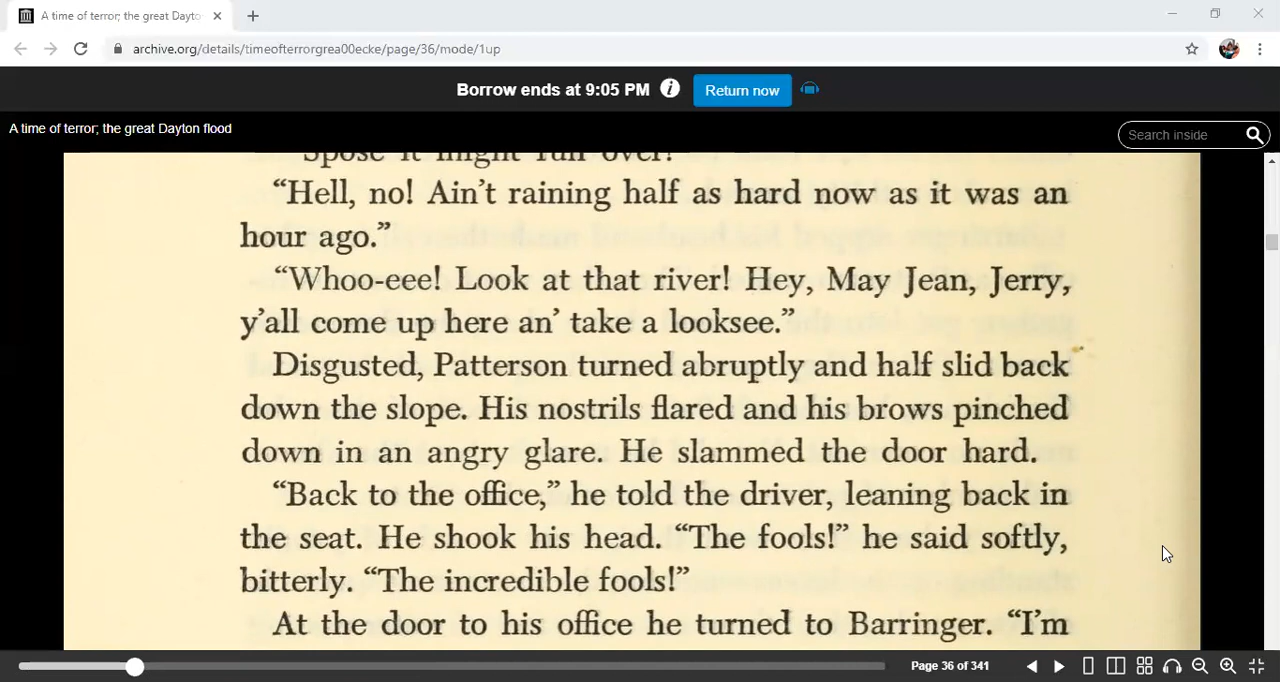 A time of terror; the great Dayto
archive.org/details/timeofterrorgrea00ecke/page/36/mode/1up
Borrow ends at 9:05 PM i Return now
A time of terror; the great Dayton flood
Search inside
'Spose it might run over?
“Hell, no! Ain’t raining half as hard now as it was an
hour ago.”
“Whoo-eee! Look at that river! Hey, May Jean, Jerry,
y’all come up here an’ take a looksee.”
Disgusted, Patterson turned abruptly and half slid back
down the slope. His nostrils flared and his brows pinched
down in an angry glare. He slammed the door hard.
“Back to the office,” he told the driver, leaning back in
the seat. He shook his head. “The fools!” he said softly,
bitterly. “The incredible fools!”
At the door to his office he turned to Barringer. “I’m
Page 36 of 341